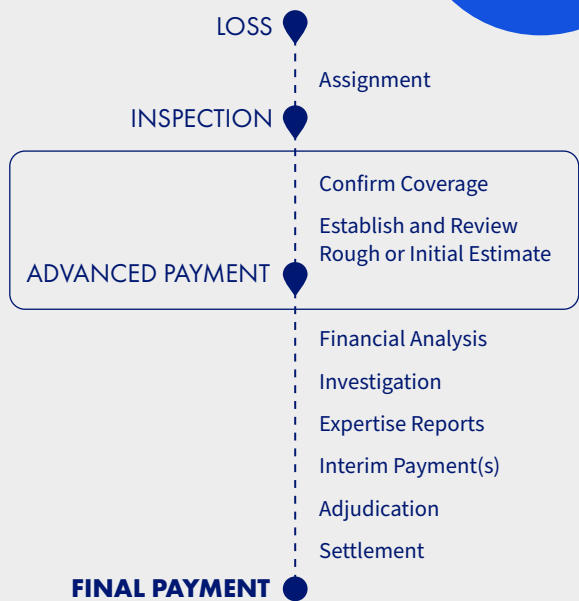 LOSS
Assignment
INSPECTION
Confirm Coverage
Establish and Review
Rough or Initial Estimate
ADVANCED PAYMENT
Financial Analysis
Investigation
Expertise Reports
Interim Payment(s)
Adjudication
Settlement
FINAL PAYMENT